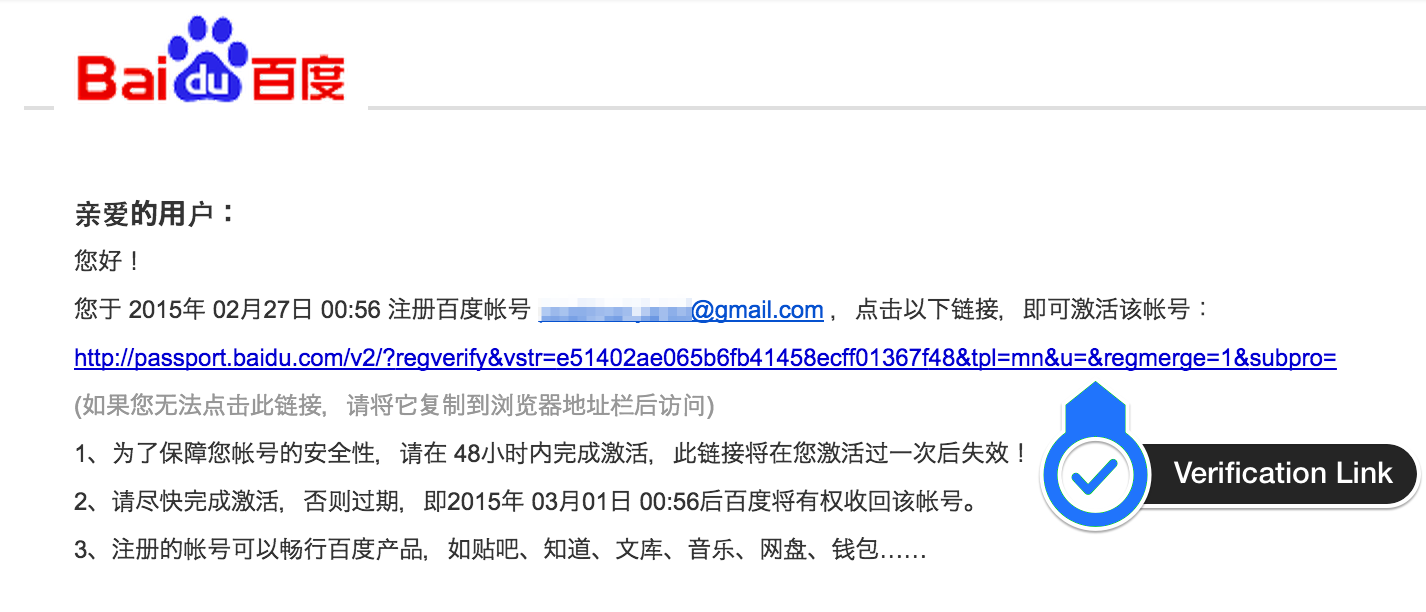 Bai du 百度
亲爱的用户：
您好！
您于 2015年 02月27日 00:56 注册百度帐号 @gmail.com ，点击以下链接，即可激活该帐号：
http://passport.baidu.com/v2/?regverify&vstr=e51402ae065b6fb41458ecff01367f48&tpl=mn&u=&regmerge=1&subpro=
(如果您无法点击此链接，请将它复制到浏览器地址栏后访问)
1、为了保障您帐号的安全性，请在 48小时内完成激活，此链接将在您激活过一次后失效！
Verification Link
2、请尽快完成激活，否则过期，即2015年 03月01日 00:56后百度将有权收回该帐号。
3、注册的帐号可以畅行百度产品，如贴吧、知道、文库、音乐、网盘、钱包……